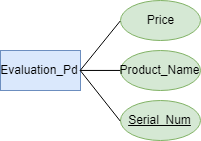 Price
Evaluation_Pd
Product_Name
Serial_Num